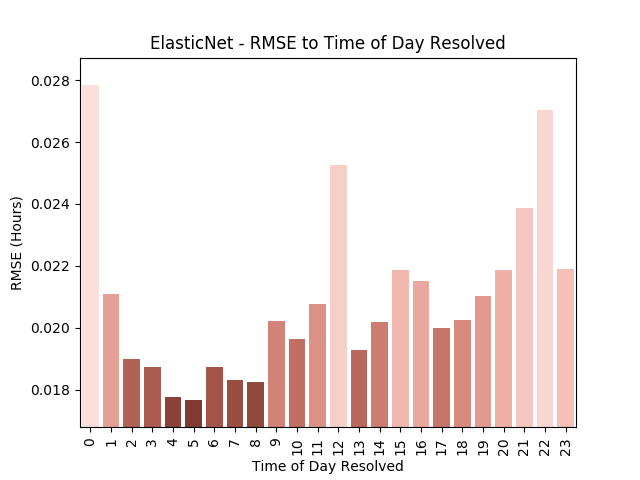 ElasticNet - RMSE to Time of Day Resolved
0.028
0.026
0.024
0.022
0.020
0.018
RMSE (Hours)
0 1 2 3 4 5 6 7 8 9 10 11 12 13 14 15 16 17 18 19 20 21 22 23
Time of Day Resolved